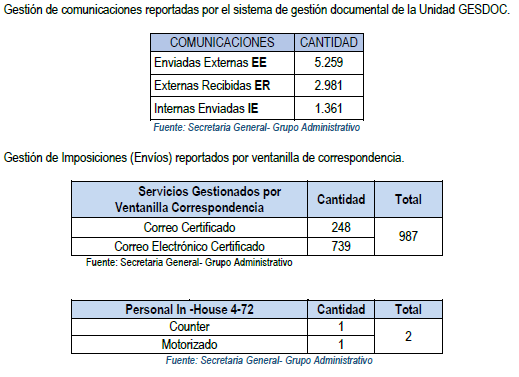 Gestión de comunicaciones reportadas por el sistema de gestión documental de la Unidad GESDOC.
COMUNICACIONES CANTIDAD
Enviadas Externas EE 5.259
Externas Recibidas ER 2.981
Internas Enviadas IE 1.361
Fuente: Secretaria General- Grupo Administrativo
Gestión de Imposiciones (Envíos) reportados por ventanilla de correspondencia.
Servicios Gestionados por
Ventanilla Correspondencia Cantidad Total
Correo Certificado 248
987
Correo Electrónico Certificado 739
Fuente: Secretaria General- Grupo Administrativo
Personal In -House 4-72 Cantidad Total
Counter 1
2
Motorizado 1
Fuente: Secretaria General- Grupo Administrativo